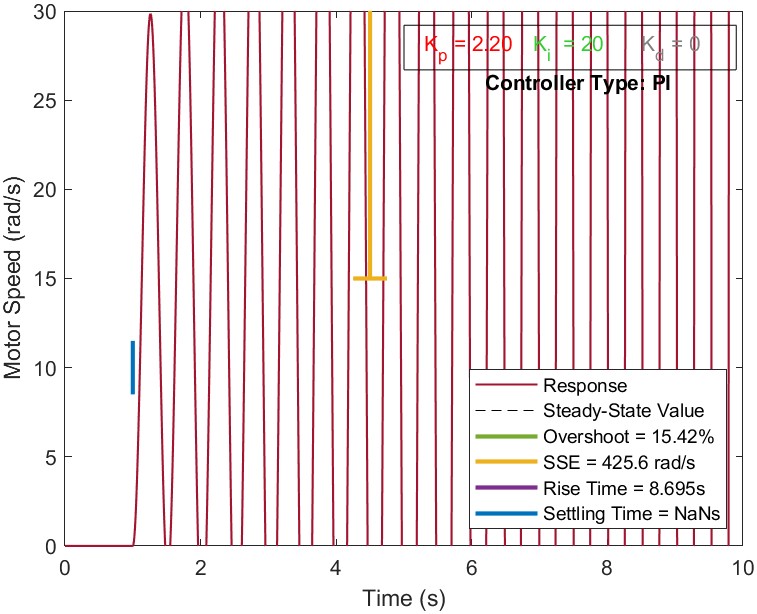 30
25
20
15
10
5
0
Motor Speed (rad/s)
Kp = 2.20 Ki = 20 Kd = 0
Controller Type: PI
Response
Steady-State Value
Overshoot = 15.42%
SSE = 425.6 rad/s
Rise Time = 8.695s
Settling Time = NaNs
0 2 4 6 8 10
Time (s)